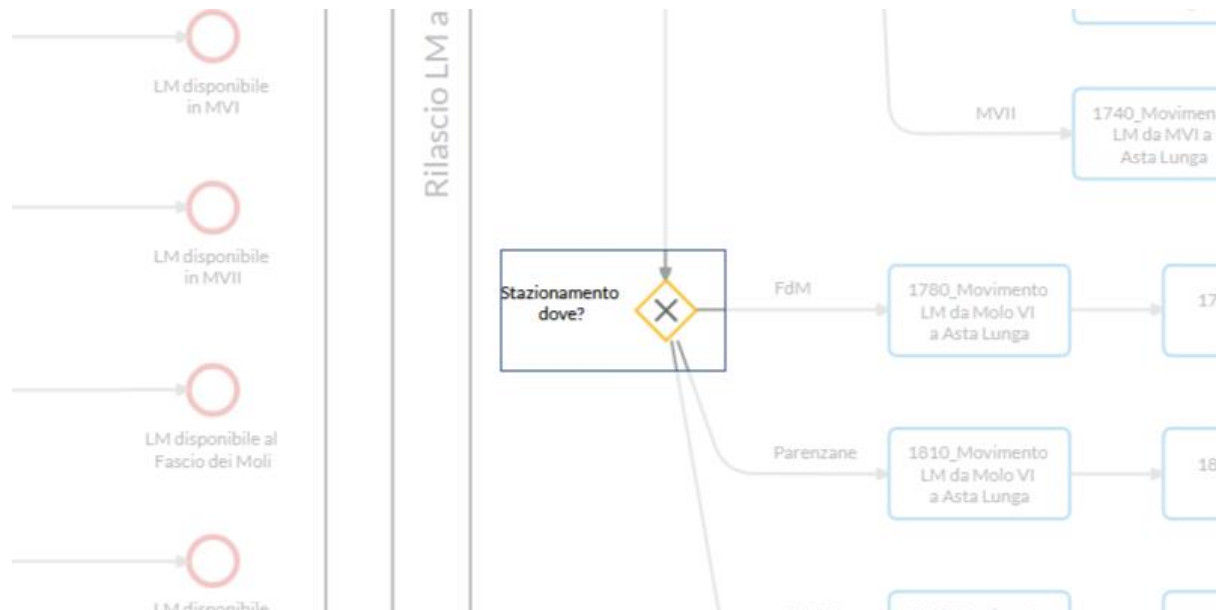 LM disponibile
in MVI
LM disponibile
in MVII
LM disponibile al
Fascio dei Moli
LM disponibile
Rilascio LM a
Stazionamento
dove?
MVII
LM da MVI a
Asta Lunga
FdM
1780_Movimento
LM da Molo VI
a Asta Lunga
17
Parenzane
1810_Movimento
LM da Molo VI
a Asta Lunga
18